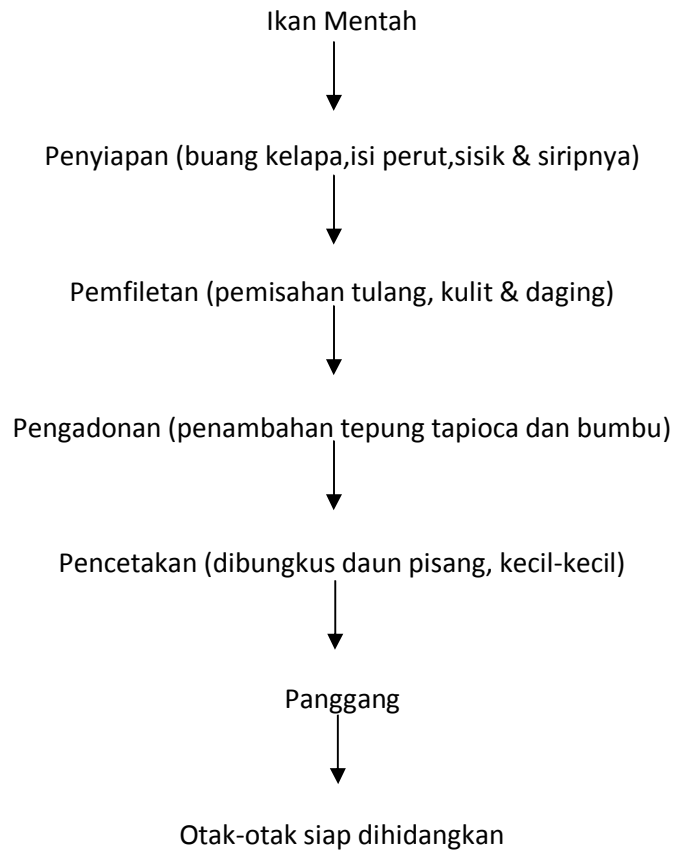 Ikan Mentah
Penyiapan (buang kelapa,isi perut,sisik & siripnya)
Pemfiletan (pemisahan tulang, kulit & daging)
Pengadonan (penambahan tepung tapioca dan bumbu)
Pencetakan (dibungkus daun pisang, kecil-kecil)
Panggang
Otak-otak siap dihidangkan